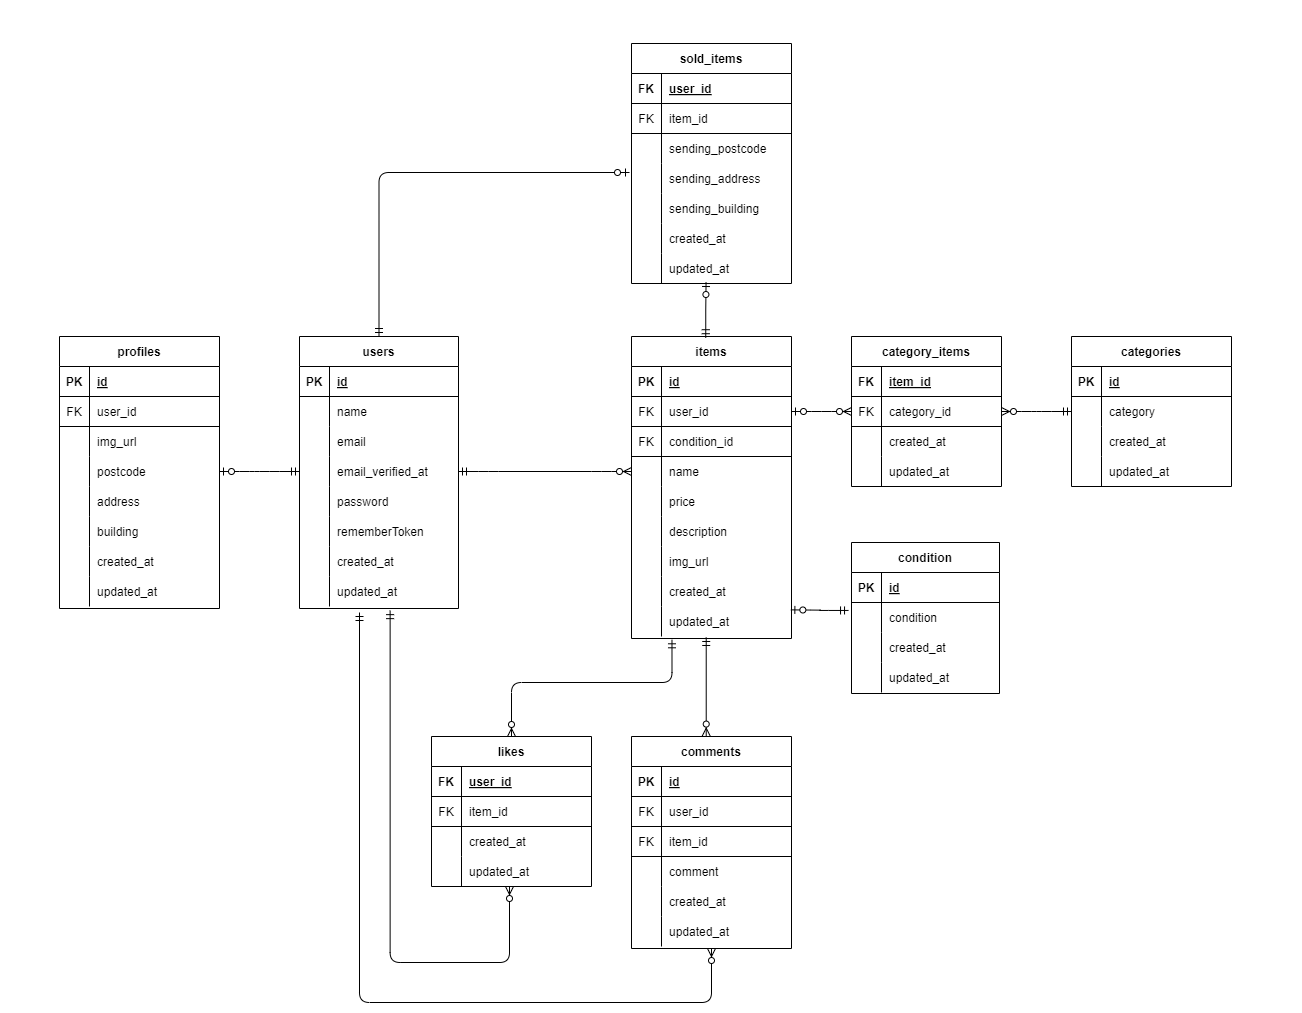 sold_items
FK user_id
FK item_id
sending_postcode
sending_address
sending_building
created_at
updated_at
profiles
PK id
FK user_id
img_url
postcode
address
building
created_at
updated_at
users
PK id
name
email
email_verified_at
password
rememberToken
created_at
updated_at
items
PK id
FK user_id
FK condition_id
name
price
description
img_url
created_at
updated_at
category_items
FK item_id
FK category_id
created_at
updated_at
categories
PK id
category
created_at
updated_at
condition
PK id
condition
created_at
updated_at
likes
FK user_id
FK item_id
created_at
updated_at
comments
PK id
FK user_id
FK item_id
comment
created_at
updated_at